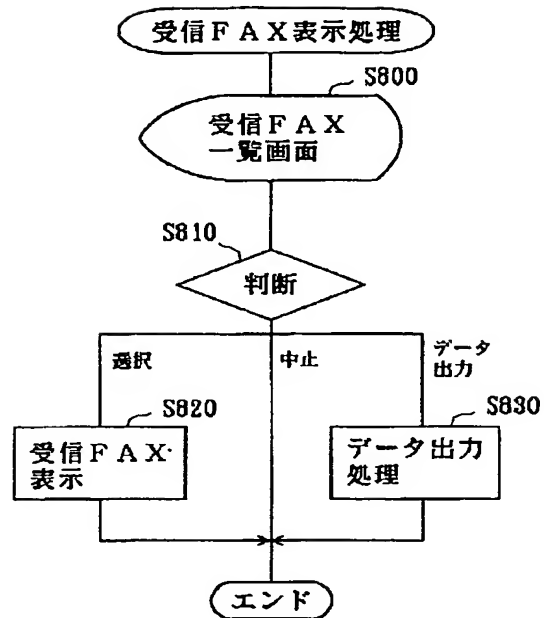 受信ＦＡＸ表示処理
S800
受信ＦＡＸ
一覧画面
S810
判断
選択
中止
データ
出力
S820
S830
受信ＦＡＸ
表示
データ出力
処理
エンド